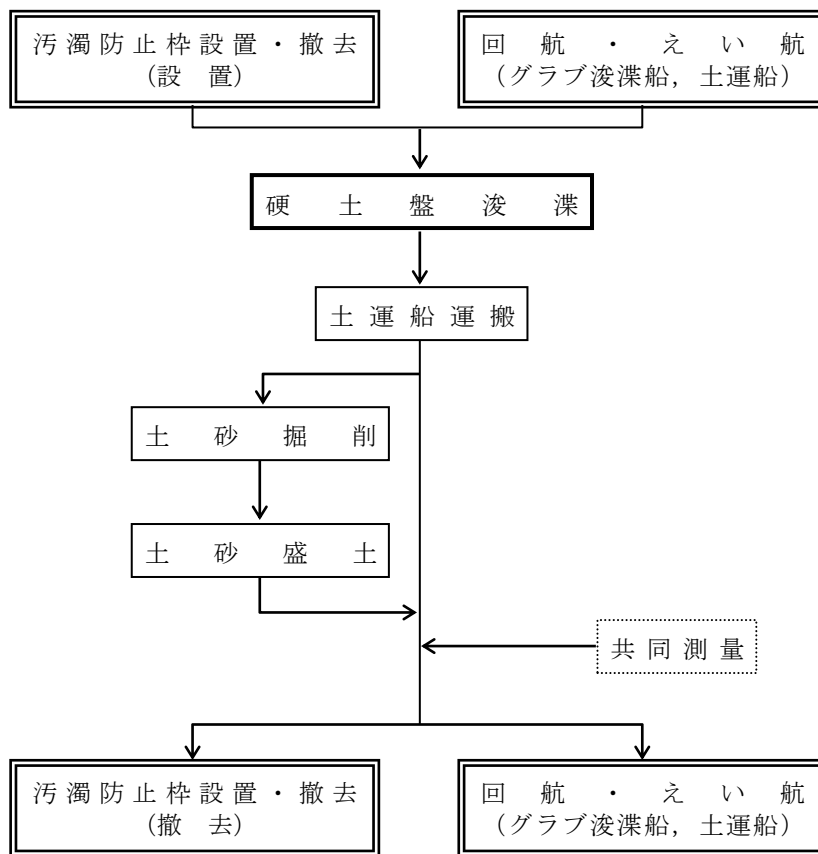 汚濁防止枠設置・撤去
(設 置)
回航・えい航
(グラブ浚渫船，土運船)
硬土盤浚渫
土運船運搬
土砂掘削
土砂盛土
共同測量
汚濁防止枠設置・撤去
(撤 去)
回航・えい航
(グラブ浚渫船，土運船)